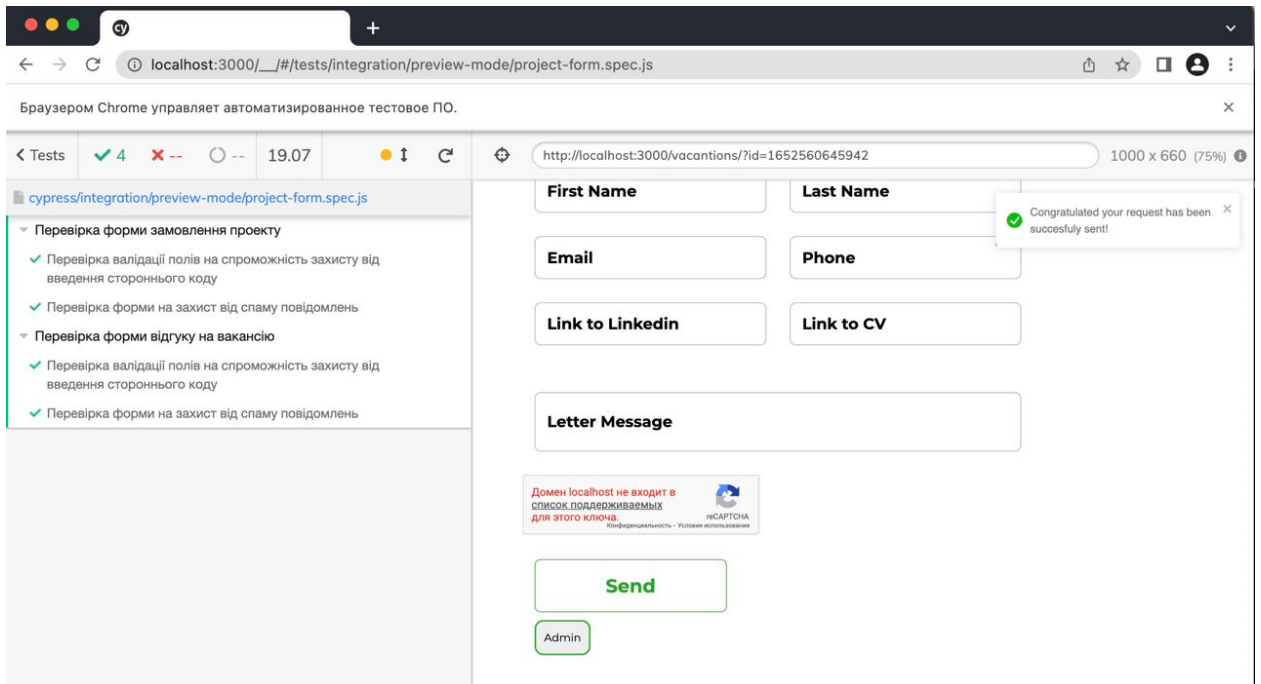 cy
localhost:3000/__/#/tests/integration/preview-mode/project-form.spec.js
Браузером Chrome управляет автоматизированное тестовое ПО.
Tests 4 -- -- 19.07
http://localhost:3000/vacantions/?id=1652560645942 1000 x 660 (75%)
cypress/integration/preview-mode/project-form.spec.js
Перевірка форми замовлення проекту
Перевірка валідації полів на спроможність захисту від
введення стороннього коду
Перевірка форми на захист від спаму повідомлень
Перевірка форми відгуку на вакансію
Перевірка валідації полів на спроможність захисту від
введення стороннього коду
Перевірка форми на захист від спаму повідомлень
First Name Last Name
Congratulated your request has been
succesfuly sent!
Email Phone
Link to Linkedin Link to CV
Letter Message
Домен localhost не входит в
список поддерживаемых
для этого ключа.
reCAPTCHA
Конфиденциальность - Условия использования
Send
Admin